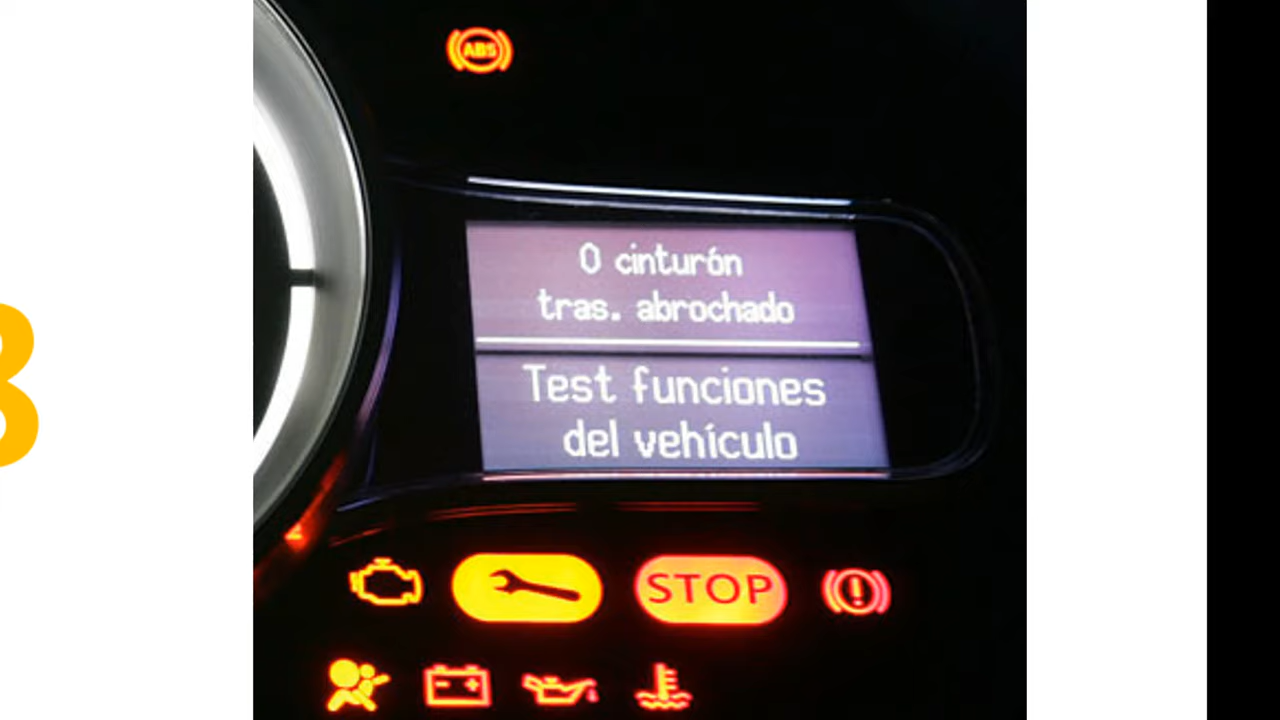 ABS
0 cinturón
tras. abrochado
Test funciones
del vehículo
STOP